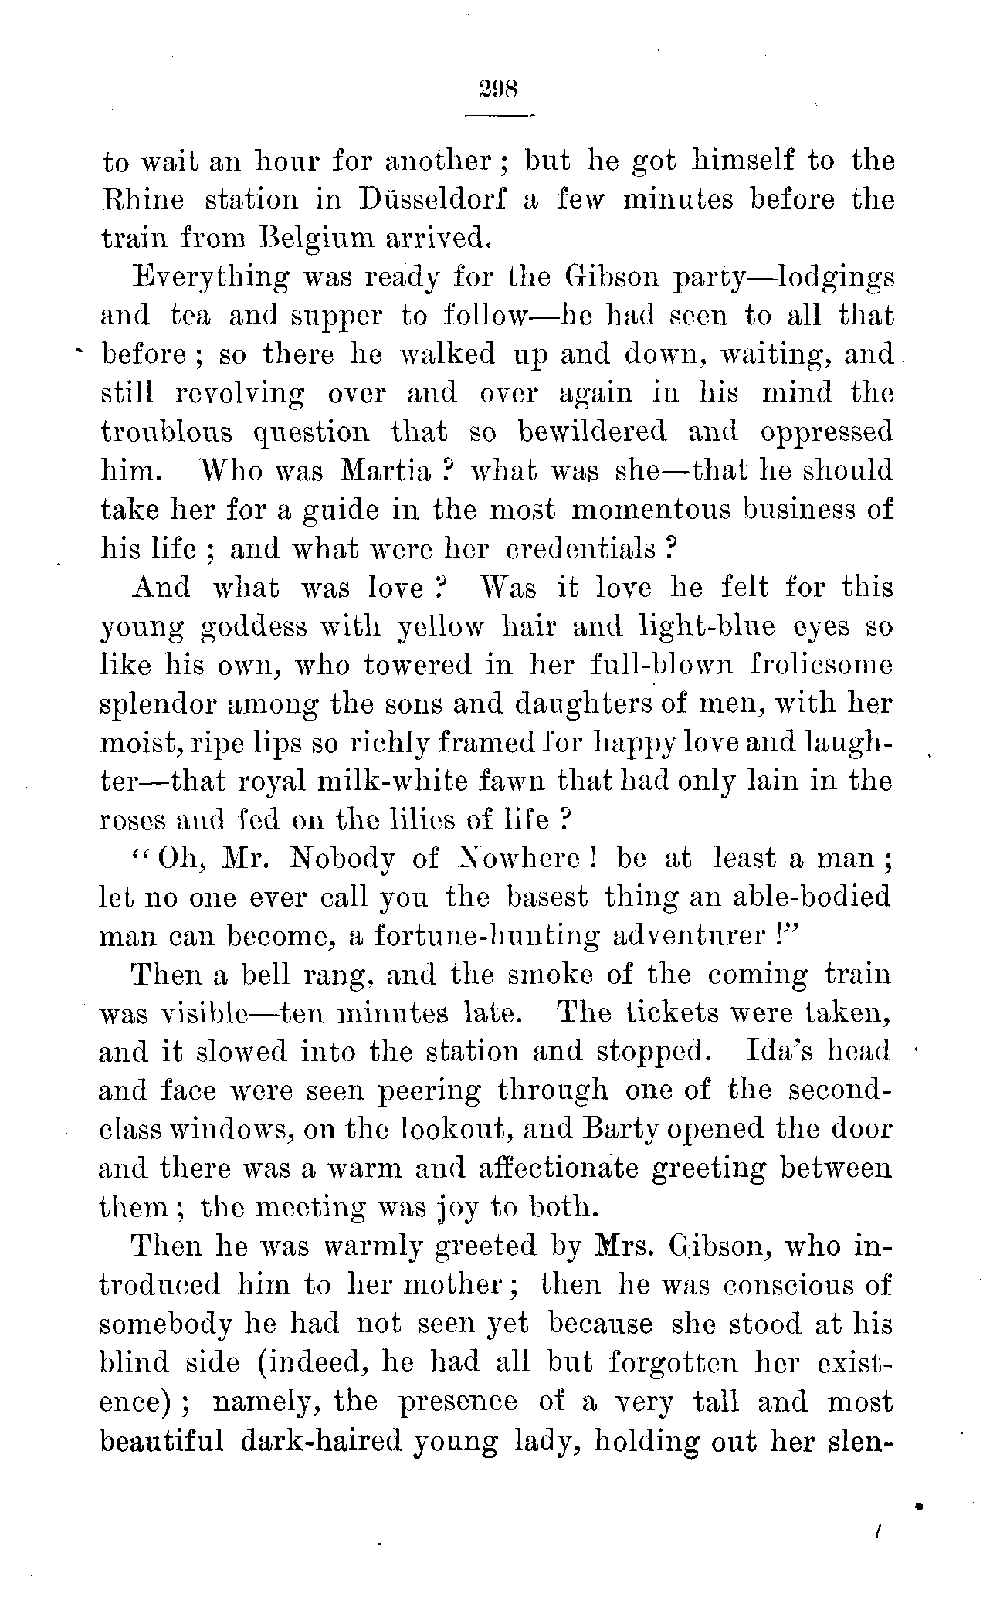 298
to wait an hour for another; but he got himself to the
Rhine station in Düsseldorf a few minutes before the
train from Belgium arrived.
Everything was ready for the Gibson party—lodgings
and tea and supper to follow—he had seen to all that
before; so there he walked up and down, waiting, and
still revolving over and over again in his mind the
troublous question that so bewildered and oppressed
him. Who was Martia? what was she—that he should
take her for a guide in the most momentous business of
his life; and what were her credentials?
And what was love? Was it love he felt for this
young goddess with yellow hair and light-blue eyes so
like his own, who towered in her full-blown frolicsome
splendor among the sons and daughters of men, with her
moist, ripe lips so richly framed for happy love and laugh-
ter—that royal milk-white fawn that had only lain in the
roses and fed on the lilies of life?
"Oh, Mr. Nobody of Nowhere! be at least a man;
let no one ever call you the basest thing an able-bodied
man can become, a fortune-hunting adventurer!"
Then a bell rang, and the smoke of the coming train
was visible—ten minutes late. The tickets were taken,
and it slowed into the station and stopped. Ida's head
and face were seen peering through one of the second-
class windows, on the lookout, and Barty opened the door
and there was a warm and affectionate greeting between
them; the meeting was joy to both.
Then he was warmly greeted by Mrs. Gibson, who in-
troduced him to her mother; then he was conscious of
somebody he had not seen yet because she stood at his
blind side (indeed, he had all but forgotten her exist-
ence); namely, the presence of a very tall and most
beautiful dark-haired young lady, holding out her slen-